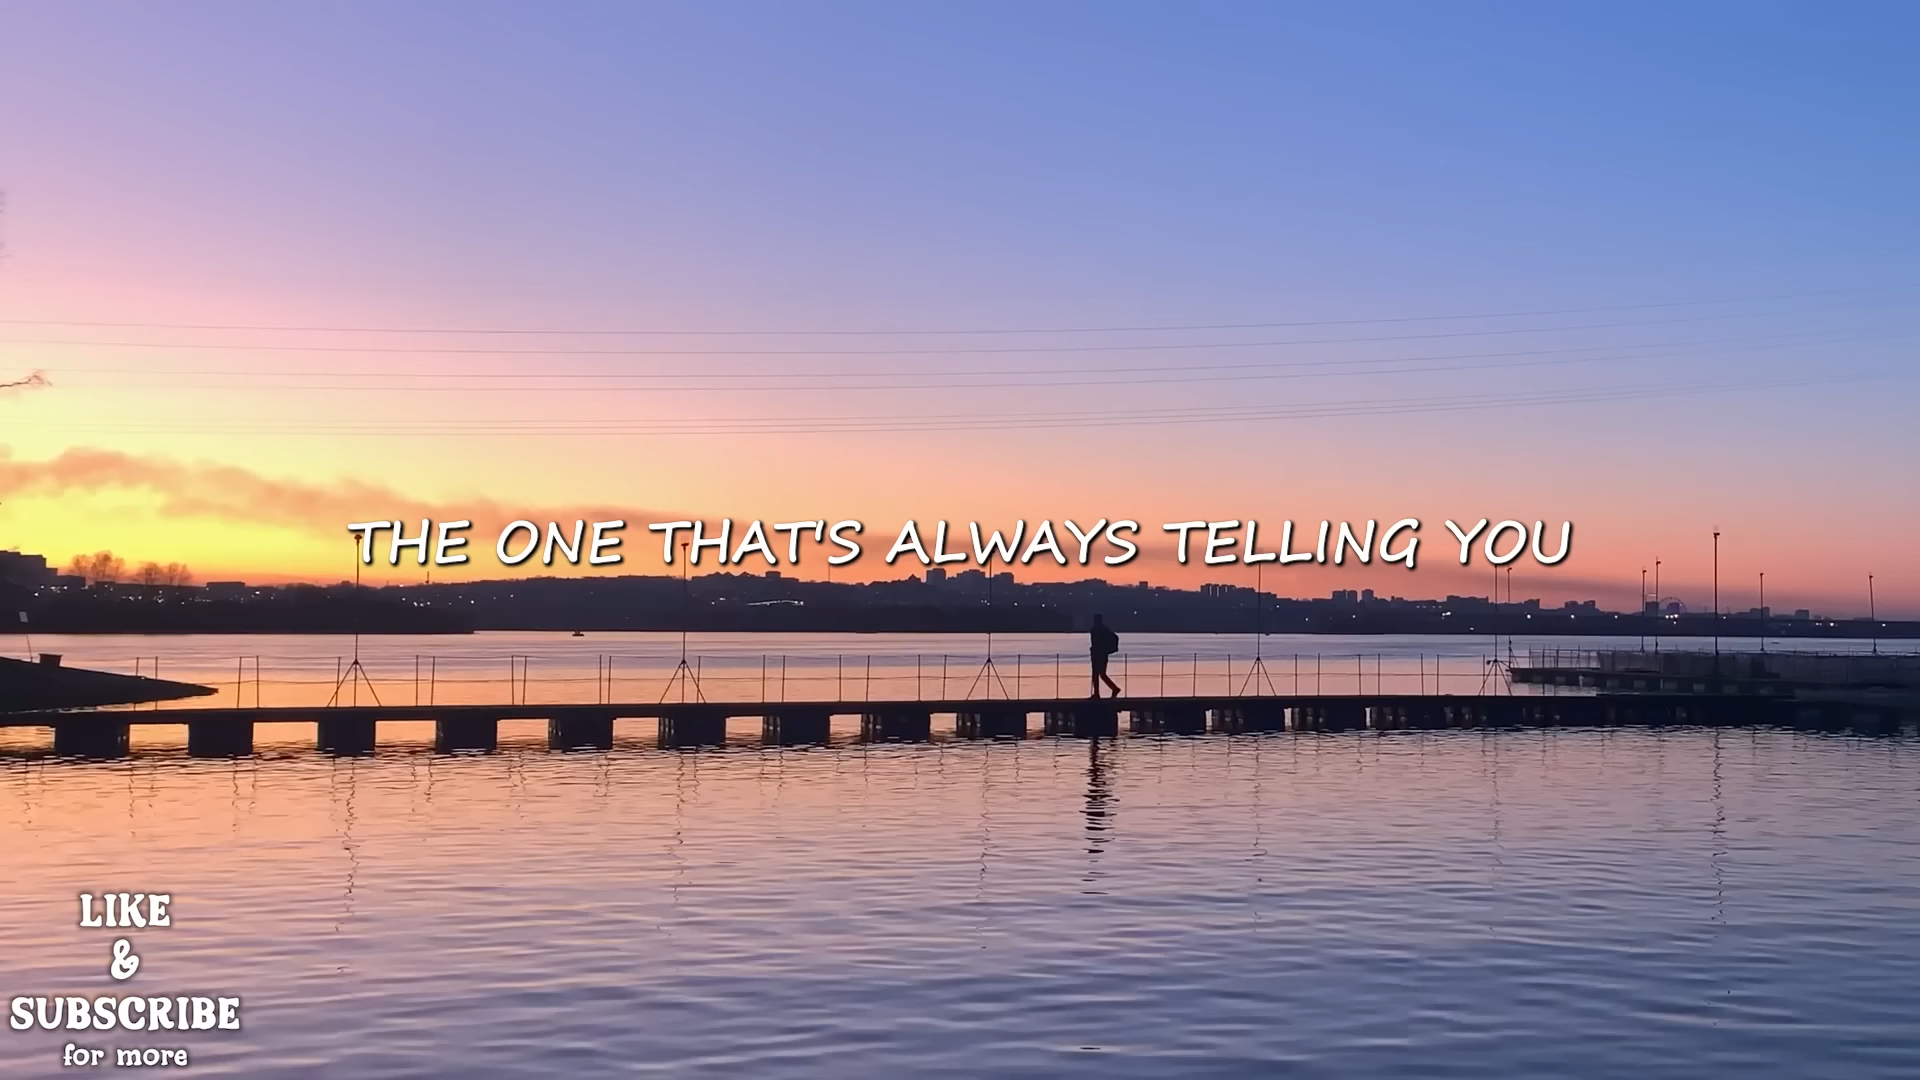 THE ONE THAT'S ALWAYS TELLING YOU
LIKE
&
SUBSCRIBE
for more